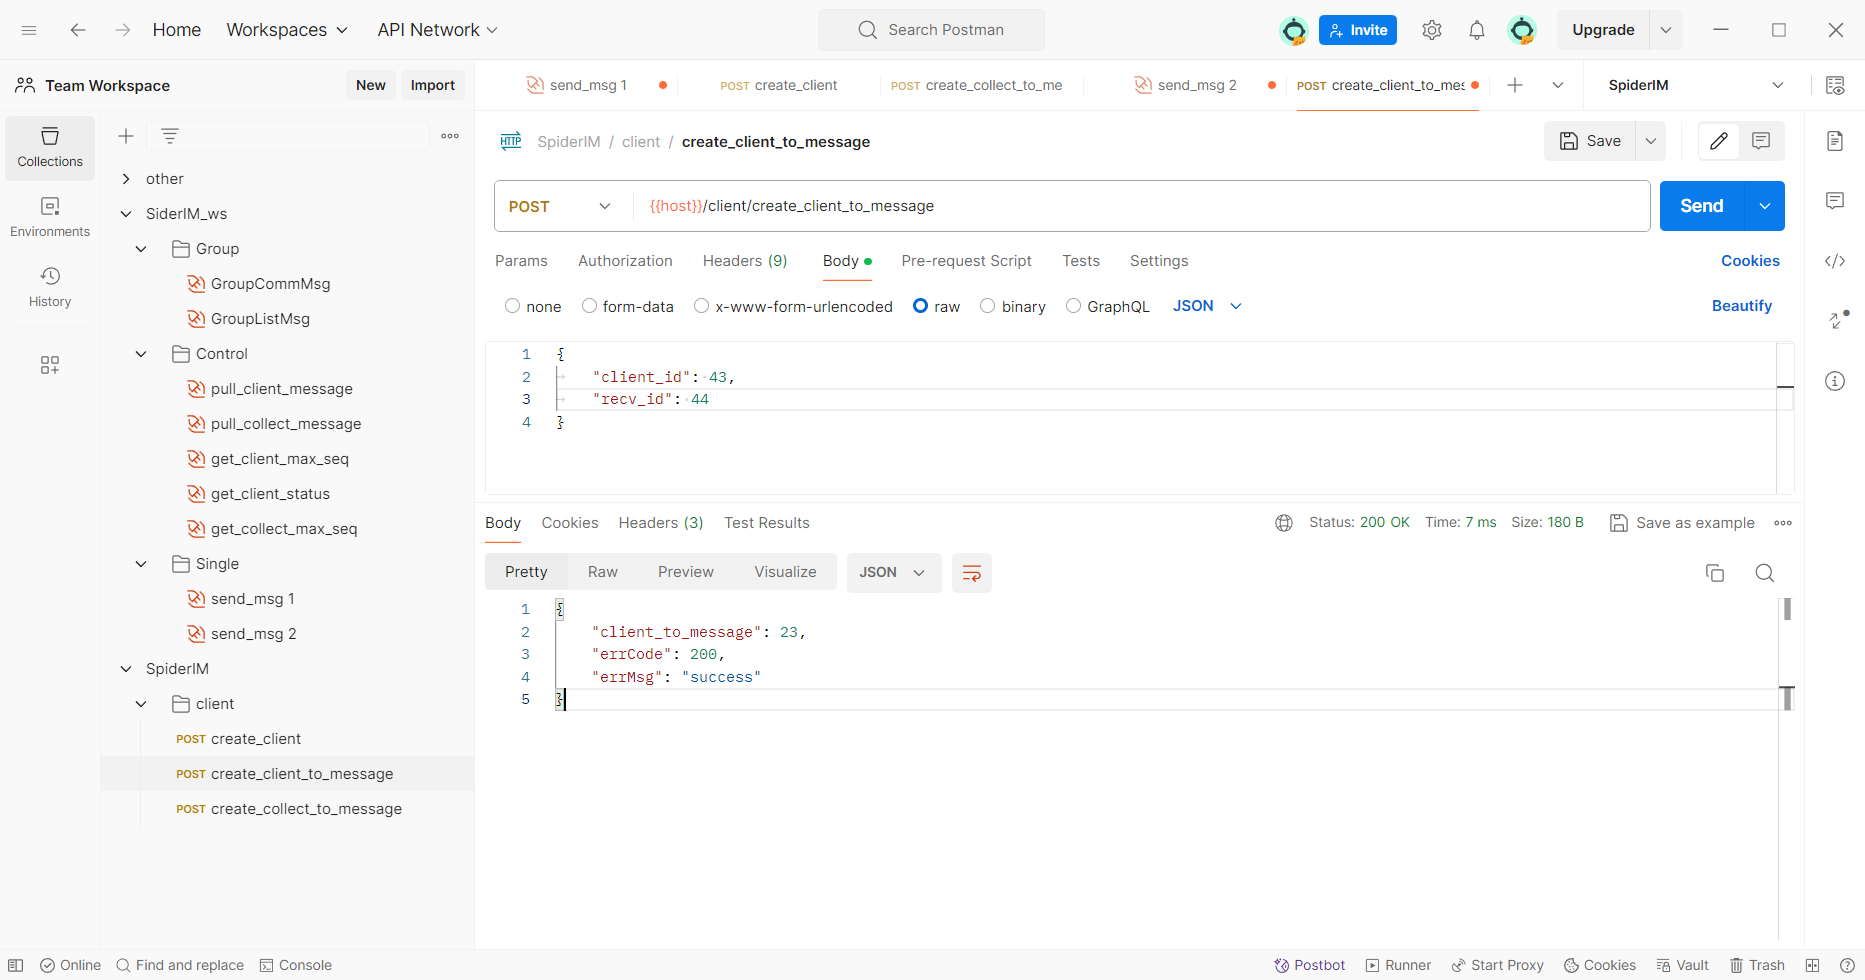 Home Workspaces API Network Search Postman Invite Upgrade
Team Workspace New Import send_msg 1 POST create_client POST create_collect_to_me send_msg 2 POST create_client_to_mes SpiderIM
Collections
Environments
History
other
SiderIM_ws
Group
GroupCommMsg
GroupListMsg
Control
pull_client_message
pull_collect_message
get_client_max_seq
get_client_status
get_collect_max_seq
Single
send_msg 1
send_msg 2
SpiderIM
client
POST create_client
POST create_client_to_message
POST create_collect_to_message
HTTP SpiderIM / client / create_client_to_message Save
POST {{host}}/client/create_client_to_message Send
Params Authorization Headers (9) Body Pre-request Script Tests Settings Cookies
none form-data x-www-form-urlencoded raw binary GraphQL JSON Beautify
1 {
2 "client_id": 43,
3 "recv_id": 44
4 }
Body Cookies Headers (3) Test Results Status: 200 OK Time: 7 ms Size: 180 B Save as example
Pretty Raw Preview Visualize JSON
1 {
2 "client_to_message": 23,
3 "errCode": 200,
4 "errMsg": "success"
5 }
Online Find and replace Console Postbot Runner Start Proxy Cookies Vault Trash